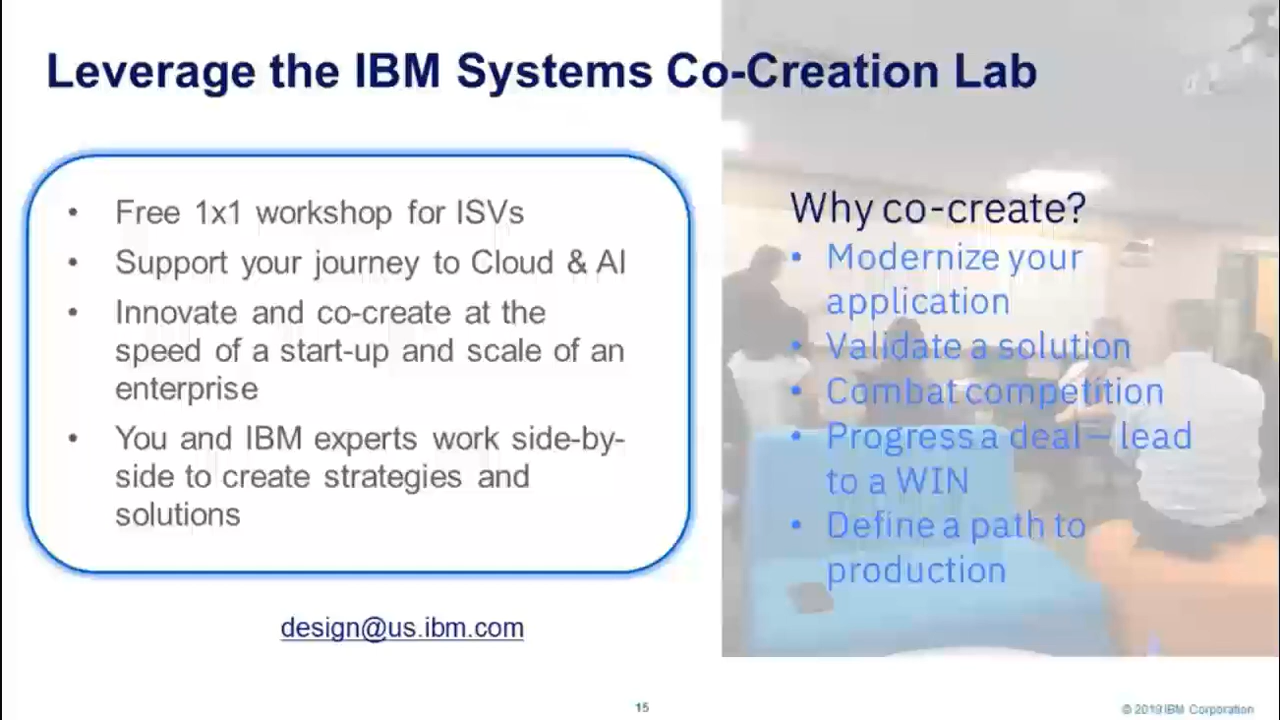 Leverage the IBM Systems Co-Creation Lab
• Free 1x1 workshop for ISVs
• Support your journey to Cloud & AI
• Innovate and co-create at the
speed of a start-up and scale of an
enterprise
• You and IBM experts work side-by-
side to create strategies and
solutions
design@us.ibm.com
Why co-create?
• Modernize your
application
• Validate a solution
• Combat competition
• Progress a deal – lead
to a WIN
• Define a path to
production
15
© 2019 IBM Corporation